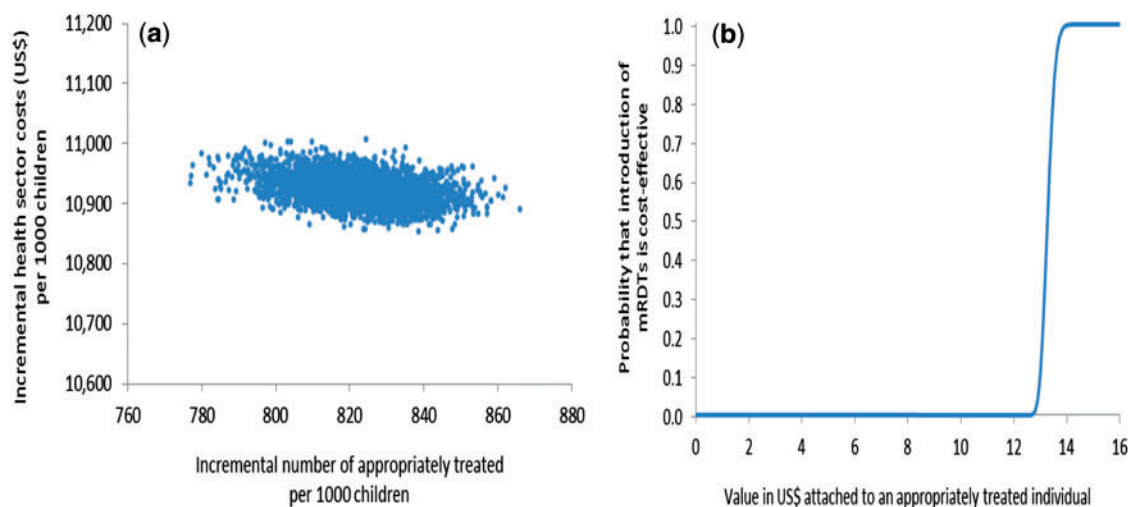 (a)
Incremental health sector costs (US$)
per 1000 children
11,200
11,100
11,000
10,900
10,800
10,700
10,600
760 780 800 820 840 860 880
Incremental number of appropriately treated
per 1000 children
(b)
Probability that introduction of
mRDTs is cost-effective
1.0
0.9
0.8
0.7
0.6
0.5
0.4
0.3
0.2
0.1
0.0
0 2 4 6 8 10 12 14 16
Value in US$ attached to an appropriately treated individual